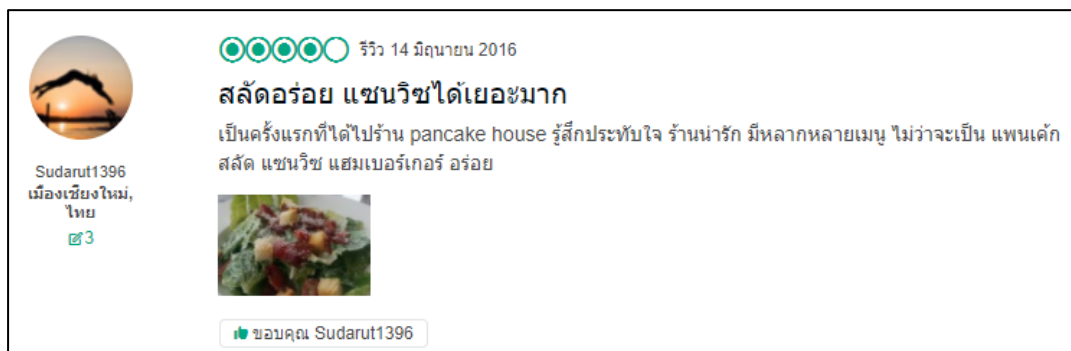 รีวิว 14 มิถุนายน 2016
สลัดอร่อย แซนวิชได้เยอะมาก
เป็นครั้งแรกที่ได้ไปร้าน pancake house รู้สึกประทับใจ ร้านน่ารัก มีหลากหลายเมนู ไม่ว่าจะเป็น แพนเค้ก
สลัด แซนวิช แฮมเบอร์เกอร์ อร่อย
Sudarut1396
เมืองเชียงใหม่,
ไทย
3
ขอบคุณ Sudarut1396